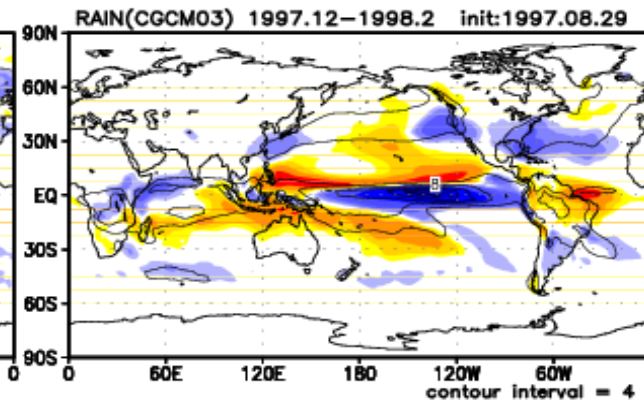 RAIN(CGCM03) 1997.12−1998.2 init:1997.08.29
90N
60N
30N
EQ
30S
60S
90S
8
0 0 60E 120E 180 120W 60W
contour interval = 4